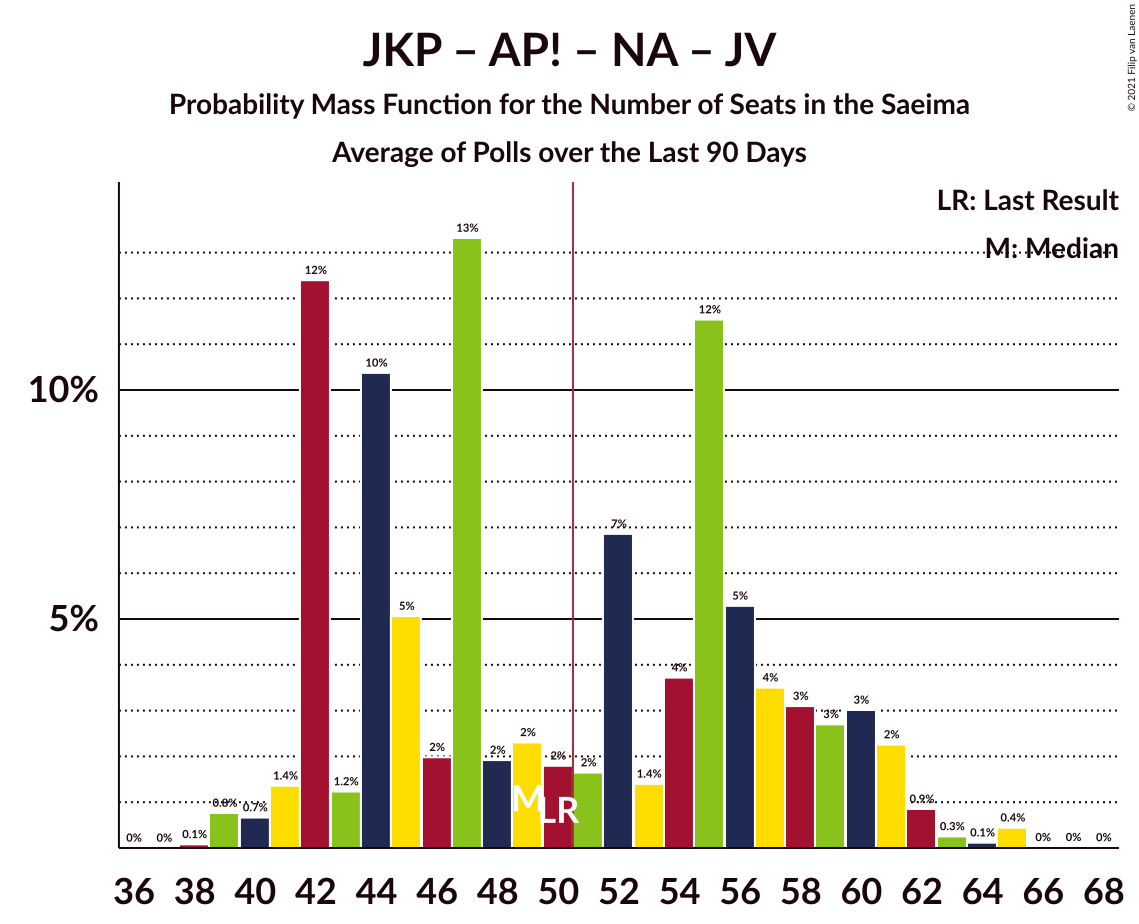 JKP – AP! – NA – JV
Probability Mass Function for the Number of Seats in the Saeima
Average of Polls over the Last 90 Days
© 2021 Filip van Laenen
LR: Last Result
M: Median
10%
5%
0% 0% 0.1% 0.8% 0.7% 1.4% 12% 1.2% 10% 5% 2% 13% 2% 2% 2% 2% 7% 1.4% 4% 12% 5% 4% 3% 3% 3% 2% 0.9% 0.3% 0.1% 0.4% 0% 0% 0%
M LR
36 38 40 42 44 46 48 50 52 54 56 58 60 62 64 66 68